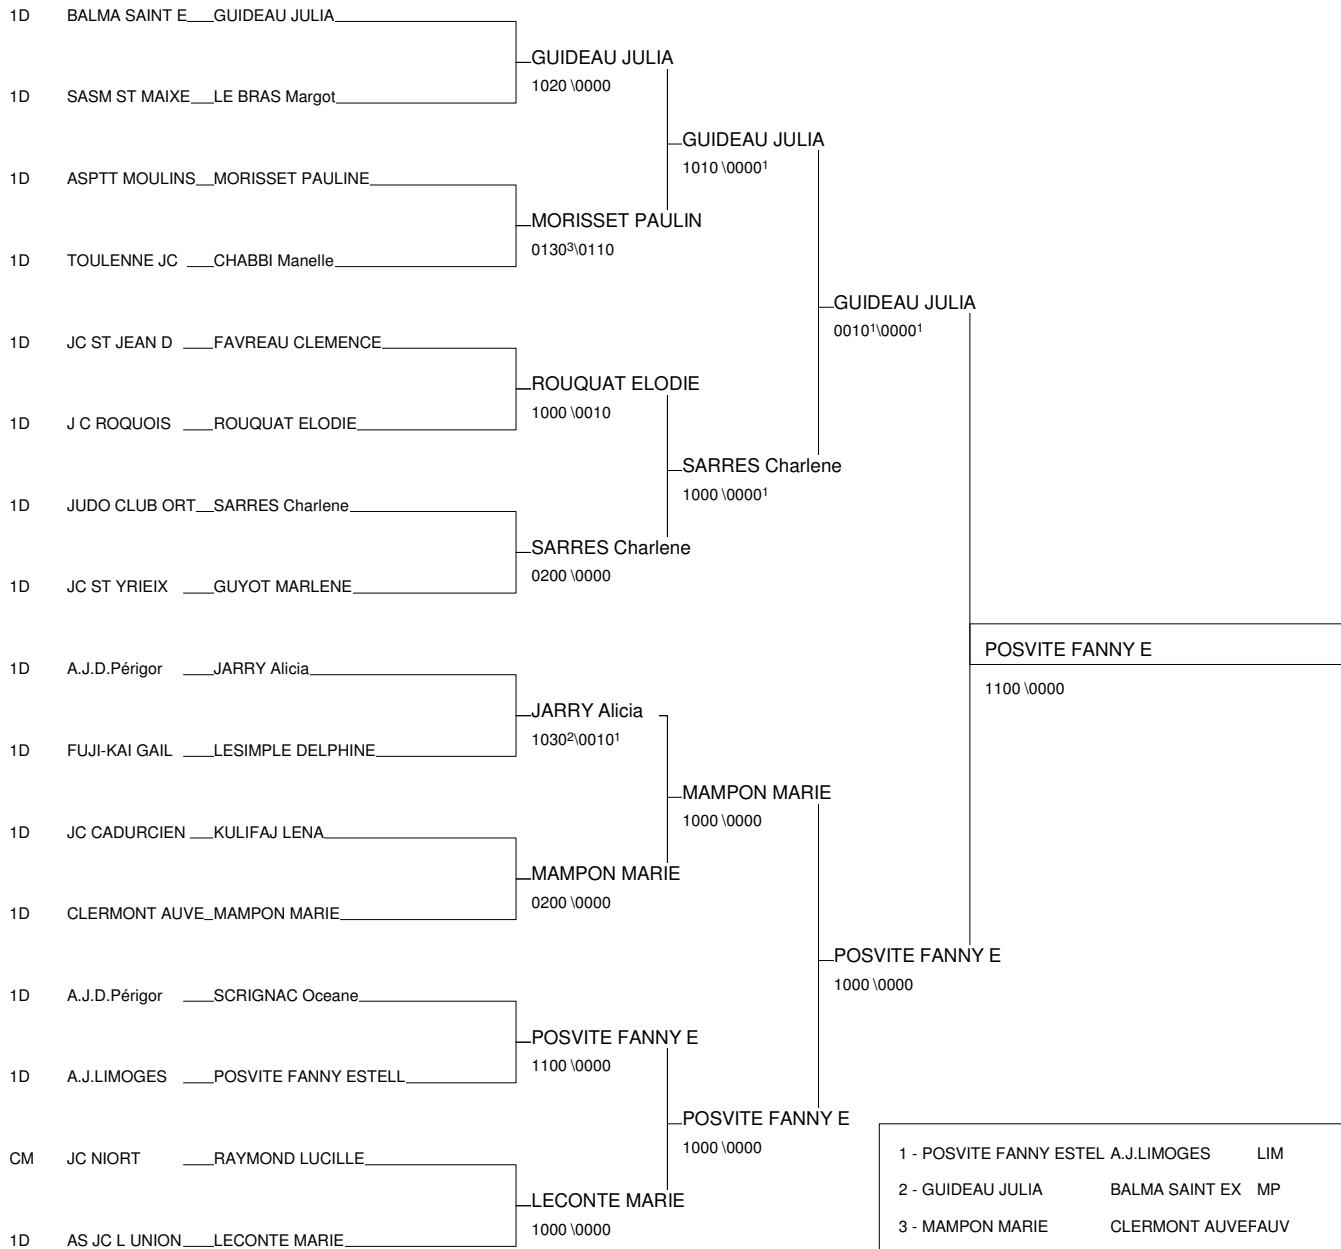 1D BALMA SAINT E GUIDEAU JULIA
GUIDEAU JULIA
1020 \0000
1D SASM ST MAIXE LE BRAS Margot
GUIDEAU JULIA
1010 \0000¹
1D ASPTT MOULINS MORISSET PAULINE
MORISSET PAULIN
0130³\0110
1D TOULENNE JC CHABBI Manelle
GUIDEAU JULIA
0010¹\0000¹
1D JC ST JEAN D FAVREAU CLEMENCE
ROUQUAT ELODIE
1000 \0010
1D J C ROQUOIS ROUQUAT ELODIE
SARRES Charlene
1000 \0000¹
1D JUDO CLUB ORT SARRES Charlene
SARRES Charlene
0200 \0000
1D JC ST YRIEIX GUYOT MARLENE
POSVITE FANNY E
1100 \0000
1D A.J.D.Périgor JARRY Alicia
JARRY Alicia
1030²\0010¹
1D FUJI-KAI GAIL LESIMPLE DELPHINE
MAMPON MARIE
1000 \0000
1D JC CADURCIEN KULIFAJ LENA
MAMPON MARIE
0200 \0000
1D CLERMONT AUVE MAMPON MARIE
POSVITE FANNY E
1000 \0000
1D A.J.D.Périgor SCRIGNAC Oceane
POSVITE FANNY E
1100 \0000
1D A.J.LIMOGES POSVITE FANNY ESTELL
POSVITE FANNY E
1000 \0000
CM JC NIORT RAYMOND LUCILLE
LECONTE MARIE
1000 \0000
1D AS JC L UNION LECONTE MARIE
1 - POSVITE FANNY ESTEL A.J.LIMOGES LIM
2 - GUIDEAU JULIA BALMA SAINT EX MP
3 - MAMPON MARIE CLERMONT AUVEFAUV